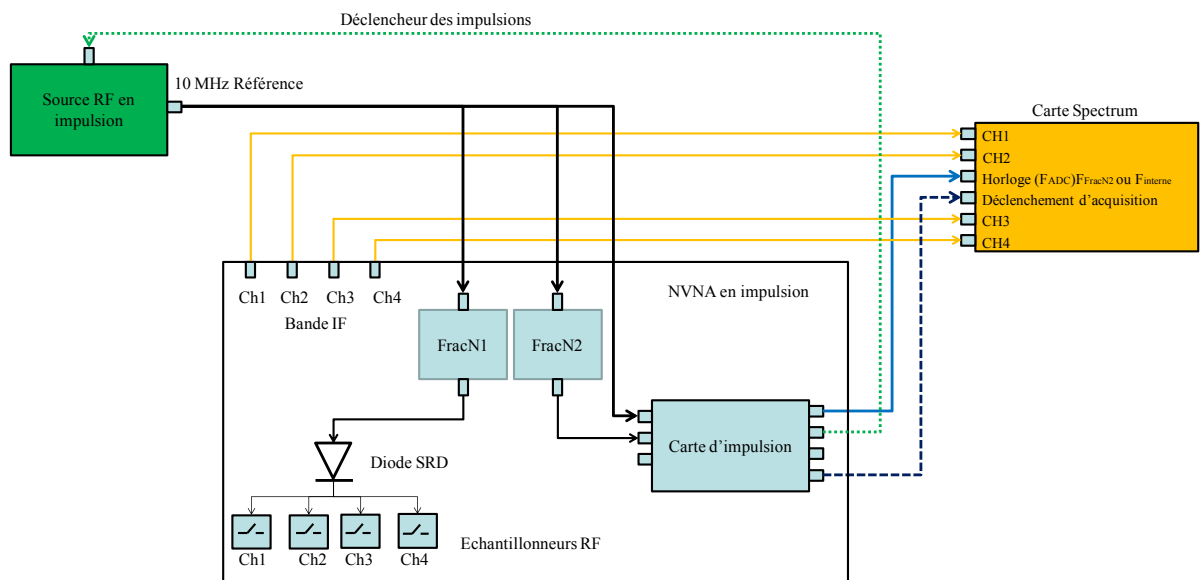 Déclencheur des impulsions
10 MHz Référence
Source RF en
impulsion
Carte Spectrum
CH1
CH2
Horloge (FADC)FFracN2 ou Finterne
Déclenchement d'acquisition
CH3
CH4
Ch1
Ch2
Ch3
Ch4
Bande IF
NVNA en impulsion
FracN1
FracN2
Carte d'impulsion
Diode SRD
Echantillonneurs RF
Ch1
Ch2
Ch3
Ch4